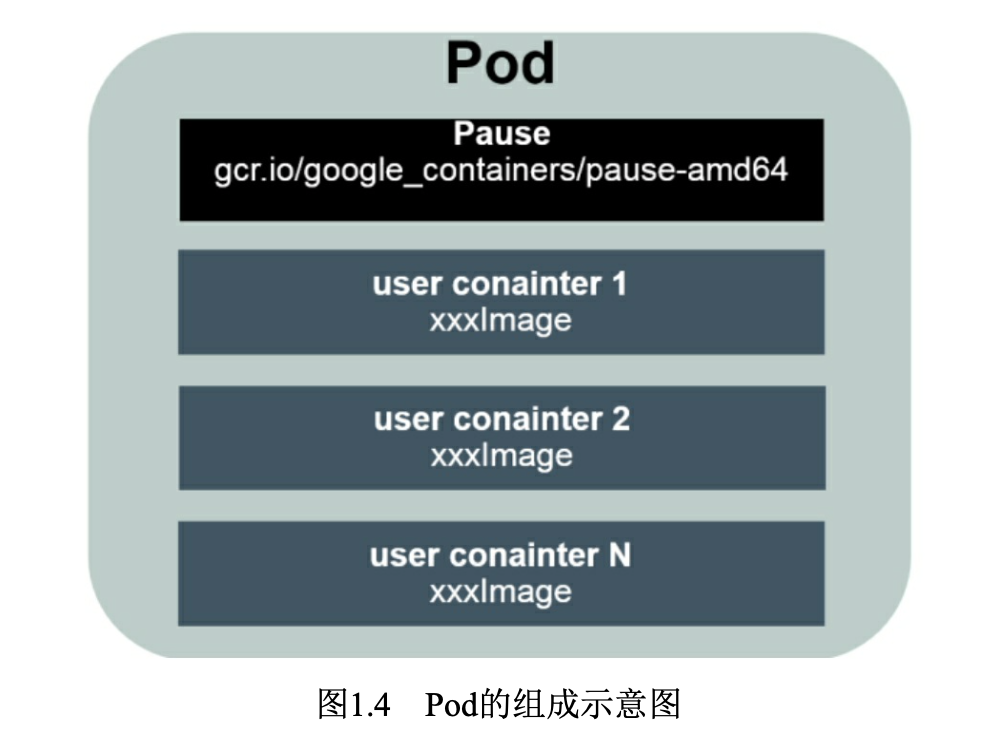 Pod
Pause
gcr.io/google_containers/pause-amd64
user conainter 1
xxxImage
user conainter 2
xxxImage
user conainter N
xxxImage
图1.4 Pod的组成示意图